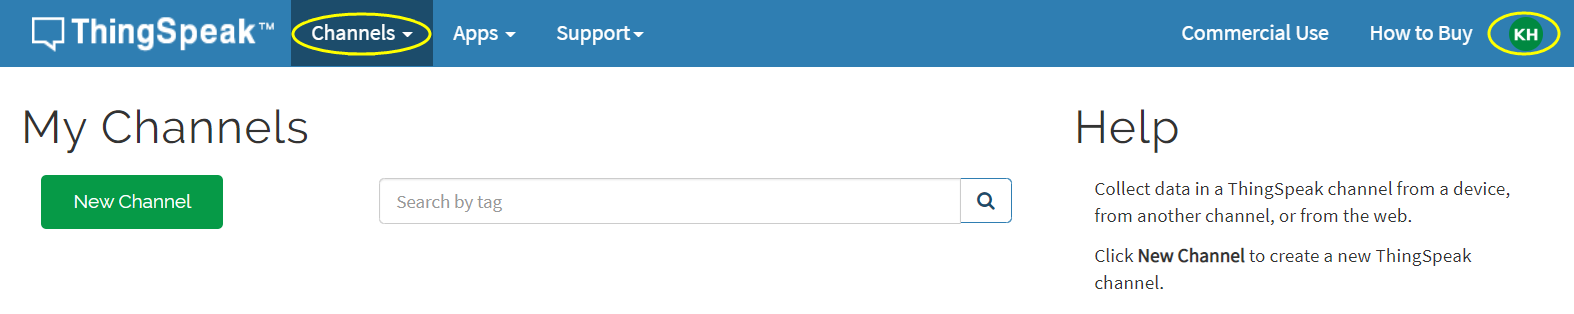 ThingSpeak™ Channels Apps Support Commercial Use How to Buy KH
My Channels
Help
New Channel
Search by tag
Collect data in a ThingSpeak channel from a device,
from another channel, or from the web.
Click New Channel to create a new ThingSpeak
channel.